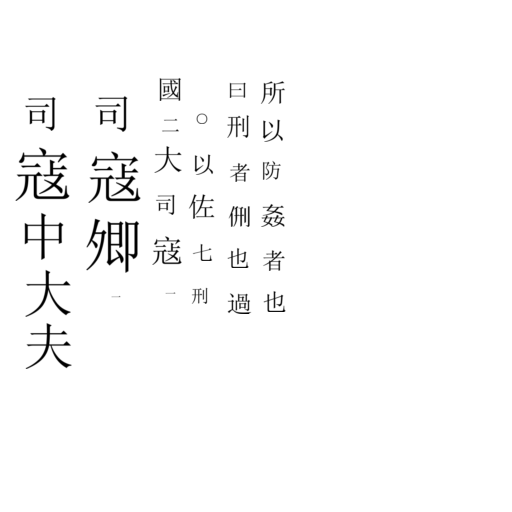 所以防姦者也
曰刑者侀也過
○以佐七刑
國二大司寇一
司寇卿一
司寇中大夫